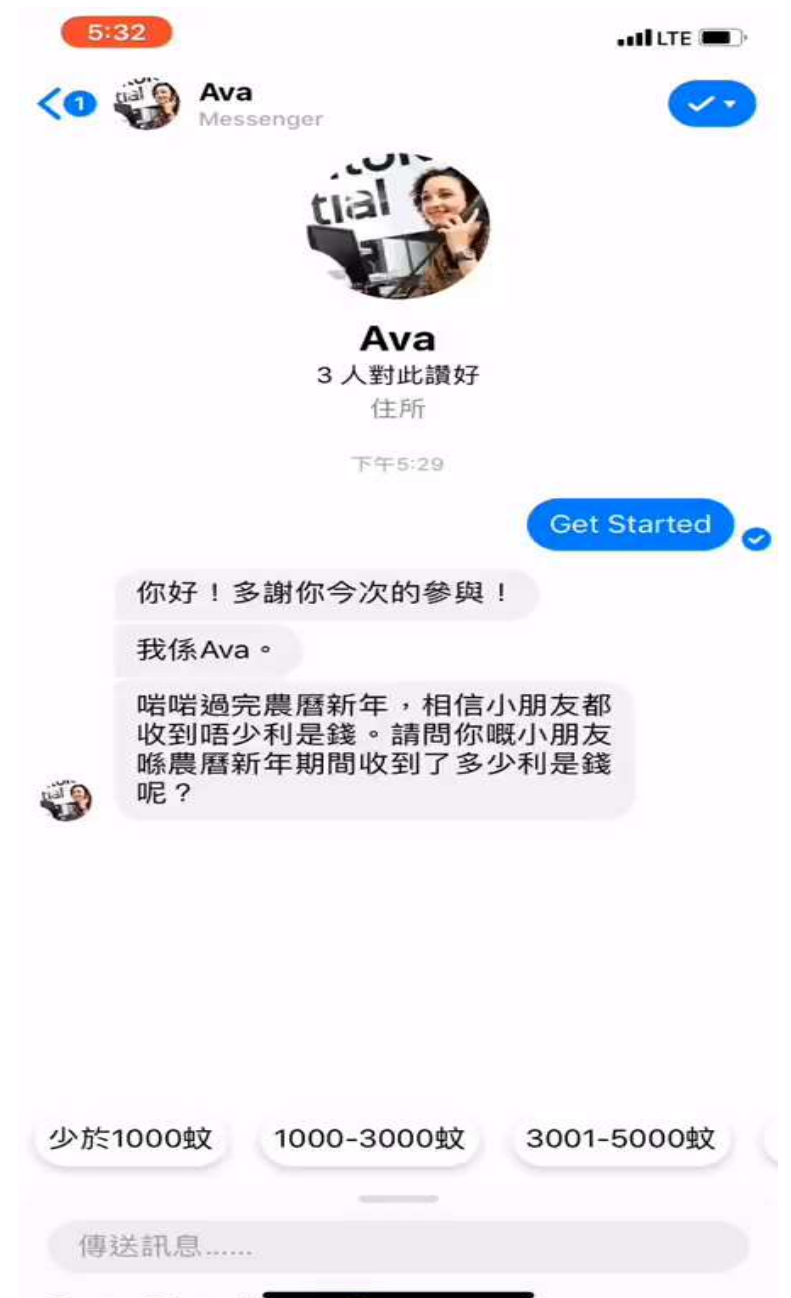 5:32
LTE
1
Ava
Messenger
tial
Ava
3 人對此讚好
住所
下午5:29
Get Started
你好！多謝你今次的參與！
我係Ava。
啱啱過完農曆新年，相信小朋友都
收到唔少利是錢。請問你嘅小朋友
喺農曆新年期間收到了多少利是錢
呢？
少於1000蚊
1000-3000蚊
3001-5000蚊
傳送訊息......